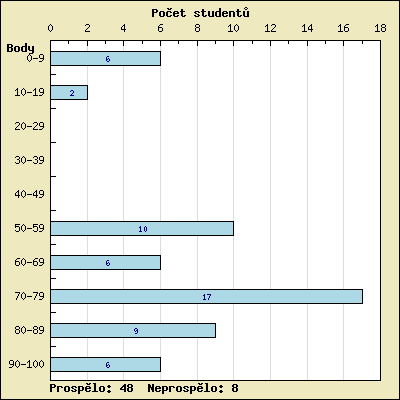 Počet studentů
0 2 4 6 8 10 12 14 16 18
Body
0-9 6
10-19 2
20-29
30-39
40-49
50-59 10
60-69 6
70-79 17
80-89 9
90-100 6
Prospělo: 48 Neprospělo: 8